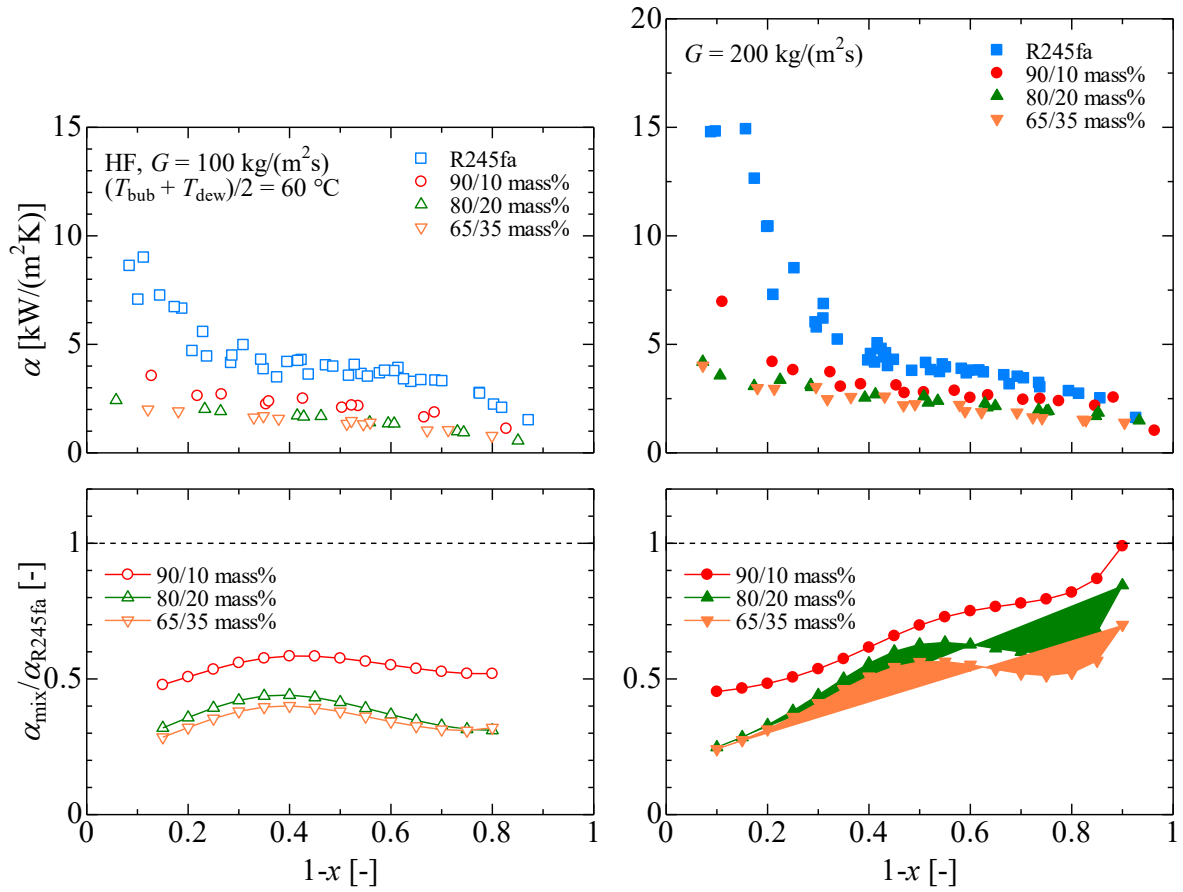 20
G = 200 kg/(m²s)
R245fa
90/10 mass%
80/20 mass%
65/35 mass%
15
10
5
0
15
HF, G = 100 kg/(m²s)
(T_bub + T_dew)/2 = 60 °C
R245fa
90/10 mass%
80/20 mass%
65/35 mass%
10
5
0
α [kW/(m²K)]
1
90/10 mass%
80/20 mass%
65/35 mass%
0.5
0
α_mix/α_R245fa [-]
0 0.2 0.4 0.6 0.8 1
1-x [-]
1
90/10 mass%
80/20 mass%
65/35 mass%
0.5
0
0 0.2 0.4 0.6 0.8 1
1-x [-]